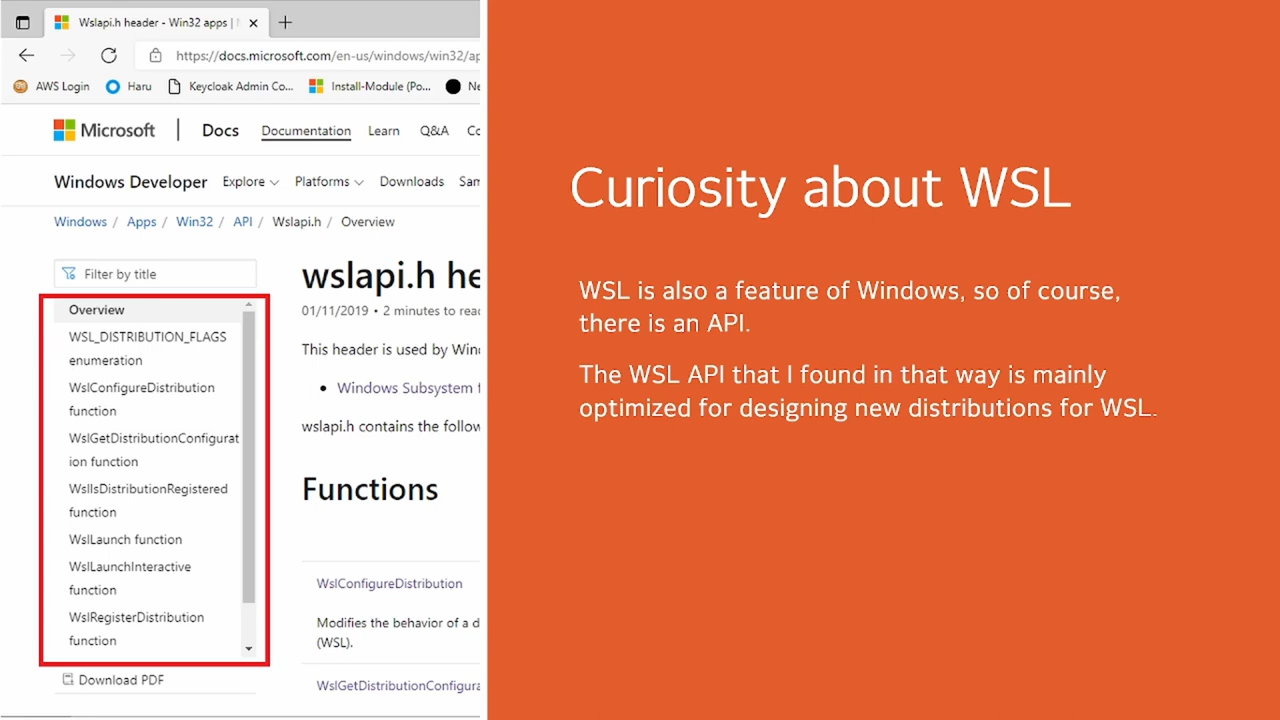 Wslapi.h header - Win32 apps |
https://docs.microsoft.com/en-us/windows/win32/ap
AWS Login Haru Keycloak Admin Co... Install-Module (Po... Ne
Microsoft | Docs Documentation Learn Q&A Co
Windows Developer Explore Platforms Downloads Sam
Windows / Apps / Win32 / API / Wslapi.h / Overview
Filter by title
Overview
WSL_DISTRIBUTION_FLAGS
enumeration
WslConfigureDistribution
function
WslGetDistributionConfigurat
ion function
WslIsDistributionRegistered
function
WslLaunch function
WslLaunchInteractive
function
WslRegisterDistribution
function
Download PDF
wslapi.h he
01/11/2019 • 2 minutes to read
This header is used by Wind
• Windows Subsystem f
wslapi.h contains the follow
Functions
WslConfigureDistribution
Modifies the behavior of a d
(WSL).
WslGetDistributionConfigura
Curiosity about WSL
WSL is also a feature of Windows, so of course,
there is an API.
The WSL API that I found in that way is mainly
optimized for designing new distributions for WSL.